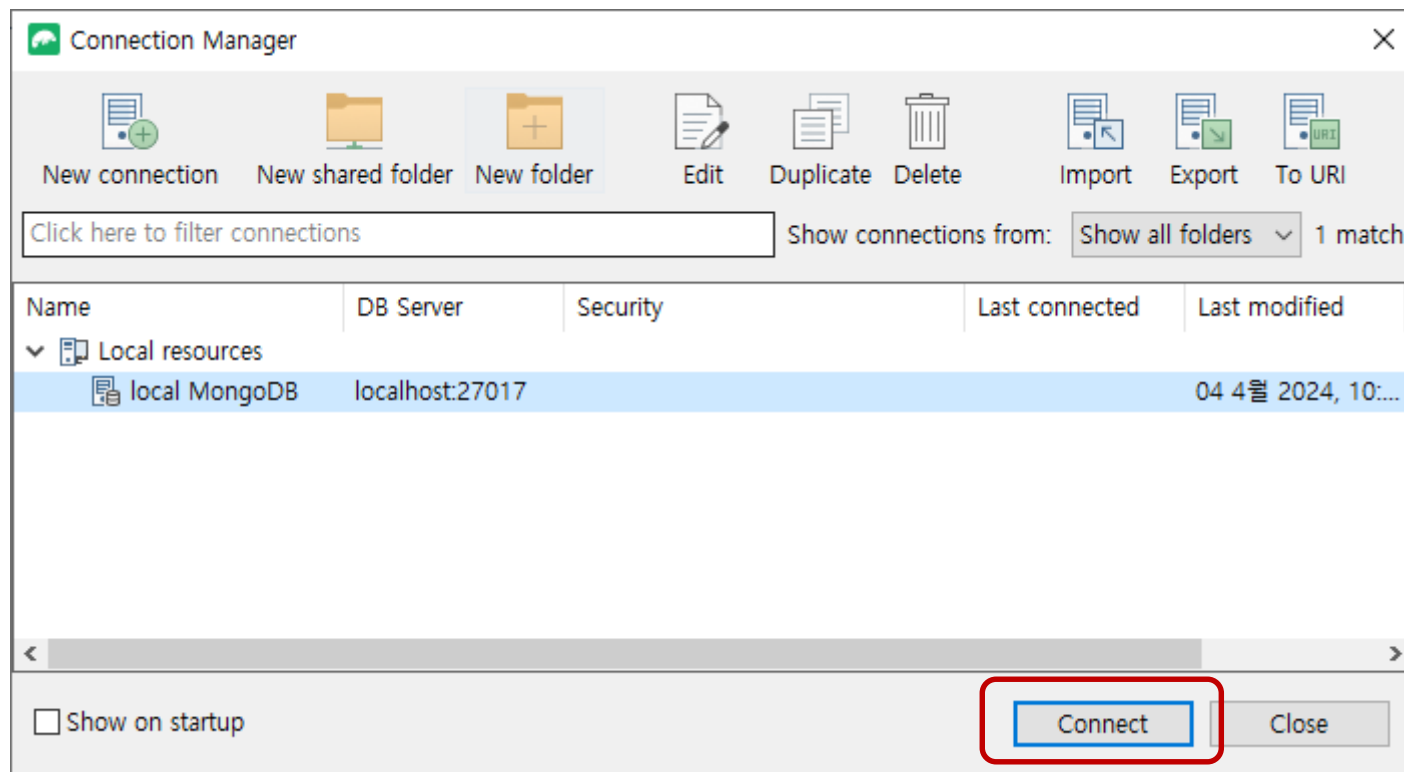 Connection Manager
New connection New shared folder New folder Edit Duplicate Delete Import Export To URI
URI
Click here to filter connections Show connections from: Show all folders 1 match
Name DB Server Security Last connected Last modified
Local resources
local MongoDB localhost:27017 04 4월 2024, 10:...
Show on startup Connect Close